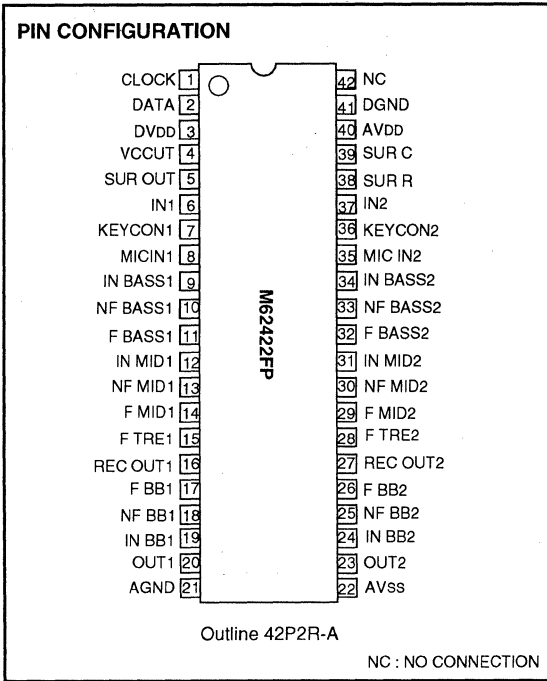 PIN CONFIGURATION
CLOCK 1
DATA 2
DVDD 3
VCCUT 4
SUR OUT 5
IN1 6
KEYCON1 7
MICIN1 8
IN BASS1 9
NF BASS1 10
F BASS1 11
IN MID1 12
NF MID1 13
F MID1 14
F TRE1 15
REC OUT1 16
F BB1 17
NF BB1 18
IN BB1 19
OUT1 20
AGND 21
M62422FP
42 NC
41 DGND
40 AVDD
39 SUR C
38 SUR R
37 IN2
36 KEYCON2
35 MIC IN2
34 IN BASS2
33 NF BASS2
32 F BASS2
31 IN MID2
30 NF MID2
29 F MID2
28 F TRE2
27 REC OUT2
26 F BB2
25 NF BB2
24 IN BB2
23 OUT2
22 AVSS
Outline 42P2R-A
NC : NO CONNECTION